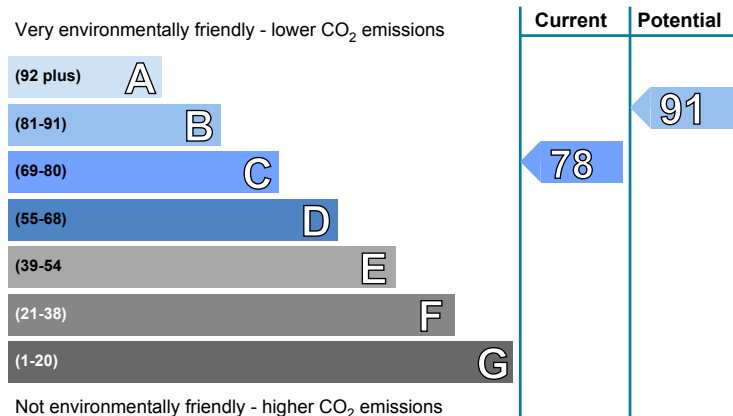 Current Potential
Very environmentally friendly - lower CO2 emissions
(92 plus) A
(81-91) B
91
(69-80) C
78
(55-68) D
(39-54 E
(21-38) F
(1-20) G
Not environmentally friendly - higher CO2 emissions